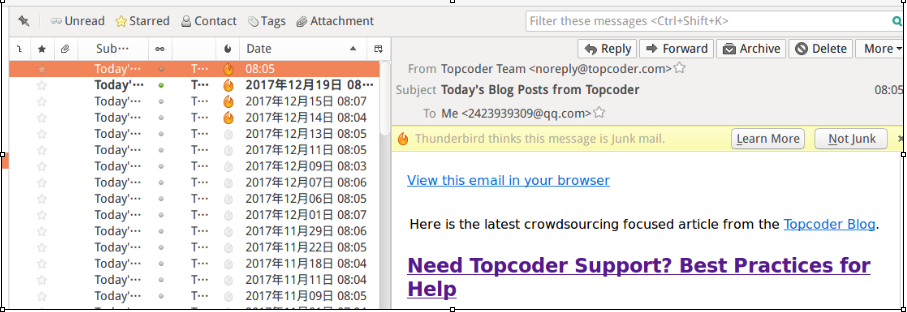 Unread Starred Contact Tags Attachment Filter these messages <Ctrl+Shift+K>
Sub··· Date
Reply Forward Archive Delete More
Today'··· T··· 08:05
From Topcoder Team <noreply@topcoder.com>
Today'··· T··· 2017年12月19日 08···
Subject Today's Blog Posts from Topcoder 08:05
Today'··· T··· 2017年12月15日 08:07
To Me <2423939309@qq.com>
Today'··· T··· 2017年12月14日 08:04
Today'··· T··· 2017年12月13日 08:05
Thunderbird thinks this message is Junk mail. Learn More Not Junk
Today'··· T··· 2017年12月11日 08:05
Today'··· T··· 2017年12月09日 08:03
Today'··· T··· 2017年12月07日 08:06
View this email in your browser
Today'··· T··· 2017年12月06日 08:05
Today'··· T··· 2017年12月01日 08:07
Here is the latest crowdsourcing focused article from the Topcoder Blog.
Today'··· T··· 2017年11月29日 08:06
Today'··· T··· 2017年11月22日 08:05
Today'··· T··· 2017年11月18日 08:04
Need Topcoder Support? Best Practices for
Help
Today'··· T··· 2017年11月11日 08:04
Today'··· T··· 2017年11月09日 08:05